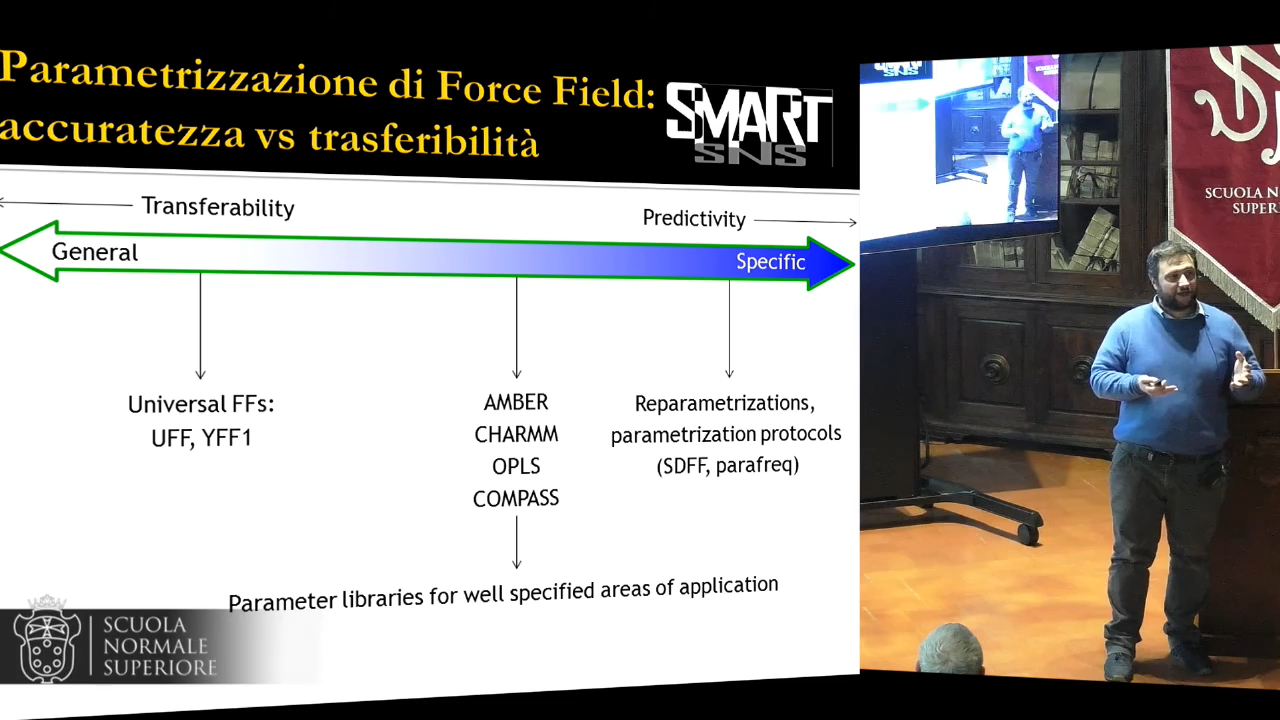 Parametrizzazione di Force Field:
accuratezza vs trasferibilità
SMART
SNS
Transferability
Predictivity
General
Specific
Universal FFs:
UFF, YFF1
AMBER
CHARMM
OPLS
COMPASS
Reparametrizations,
parametrization protocols
(SDFF, parafreq)
Parameter libraries for well specified areas of application
SCUOLA
NORMALE
SUPERIORE
SNS
SCUOLA